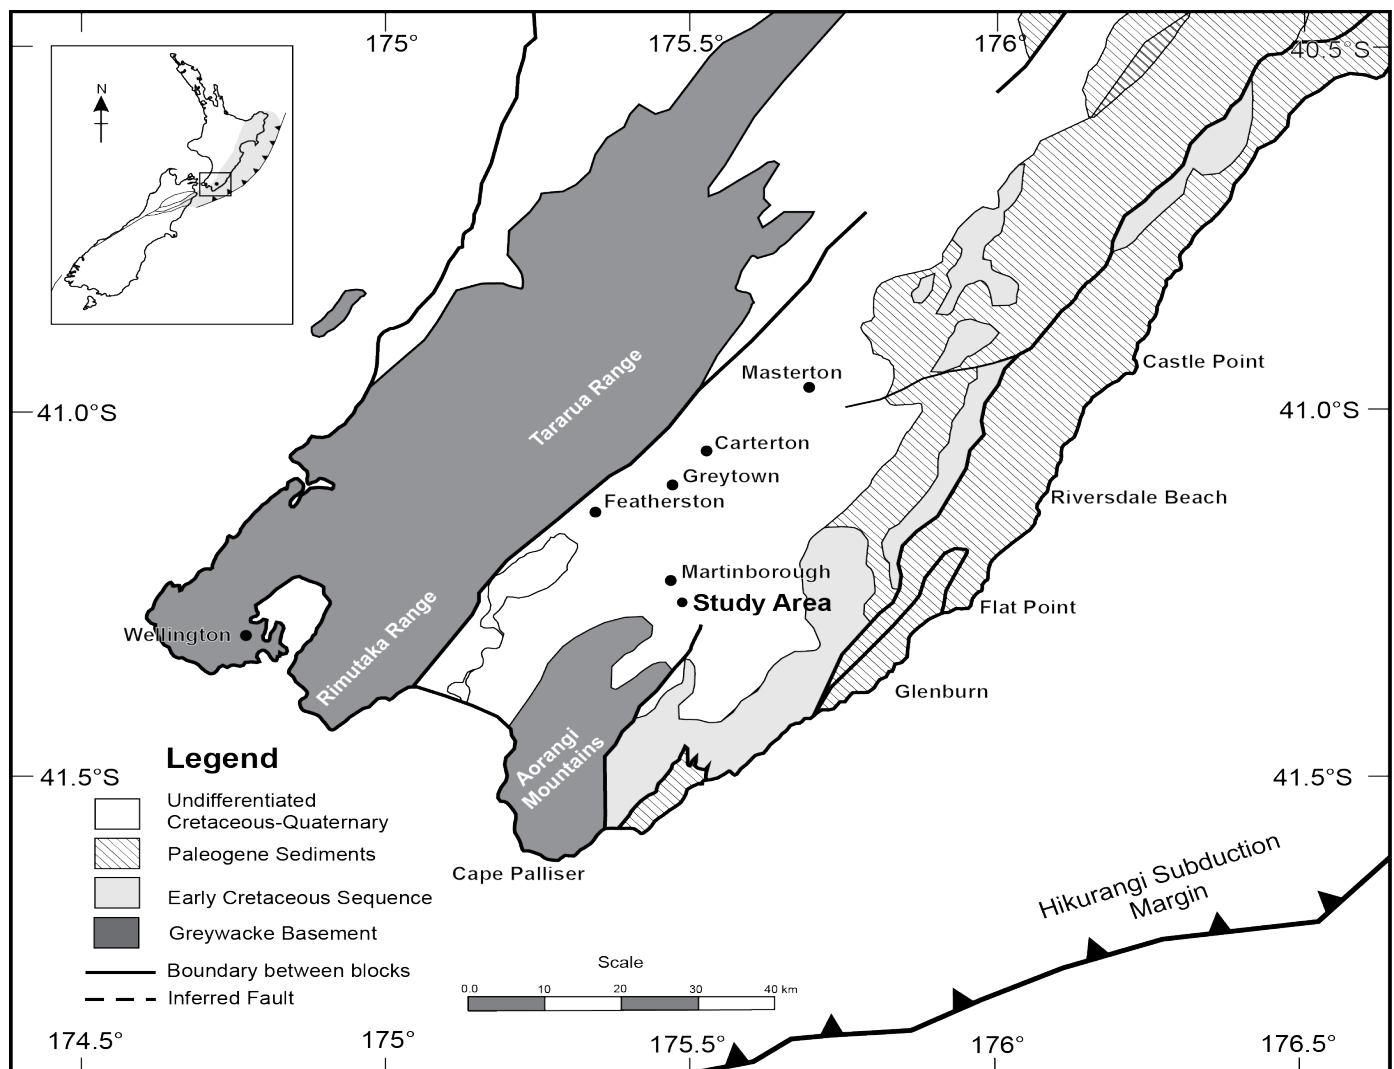 175°
175.5°
176°
40.5°S
N
Castle Point
Masterton
Tararua Range
41.0°S
41.0°S
Carterton
Greytown
Featherston
Riversdale Beach
Martinborough
Study Area
Flat Point
Wellington
Rimutaka Range
Glenburn
Aorangi
Mountains
Legend
41.5°S
41.5°S
Undifferentiated
Cretaceous-Quaternary
Paleogene Sediments
Early Cretaceous Sequence
Greywacke Basement
Boundary between blocks
Inferred Fault
Cape Palliser
Hikurangi Subduction
Margin
Scale
0.0 10 20 30 40 km
174.5°
175°
175.5°
176°
176.5°